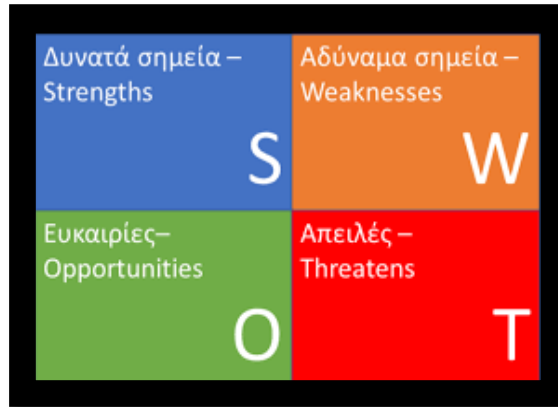 Δυνατά σημεία –
Strengths
S
Αδύναμα σημεία –
Weaknesses
W
Ευκαιρίες–
Opportunities
O
Απειλές –
Threatens
T